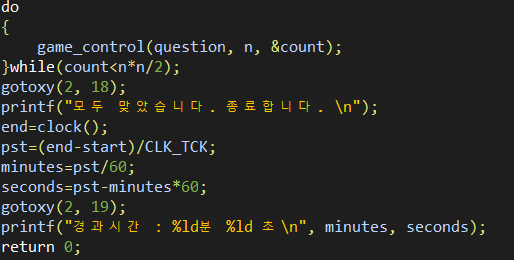 do
{
    game_control(question, n, &count);
}while(count<n*n/2);
gotoxy(2, 18);
printf("모두 맞았습니다. 종료합니다. \n");
end=clock();
pst=(end-start)/CLK_TCK;
minutes=pst/60;
seconds=pst-minutes*60;
gotoxy(2, 19);
printf("경과시간 : %ld분 %ld 초 \n", minutes, seconds);
return 0;